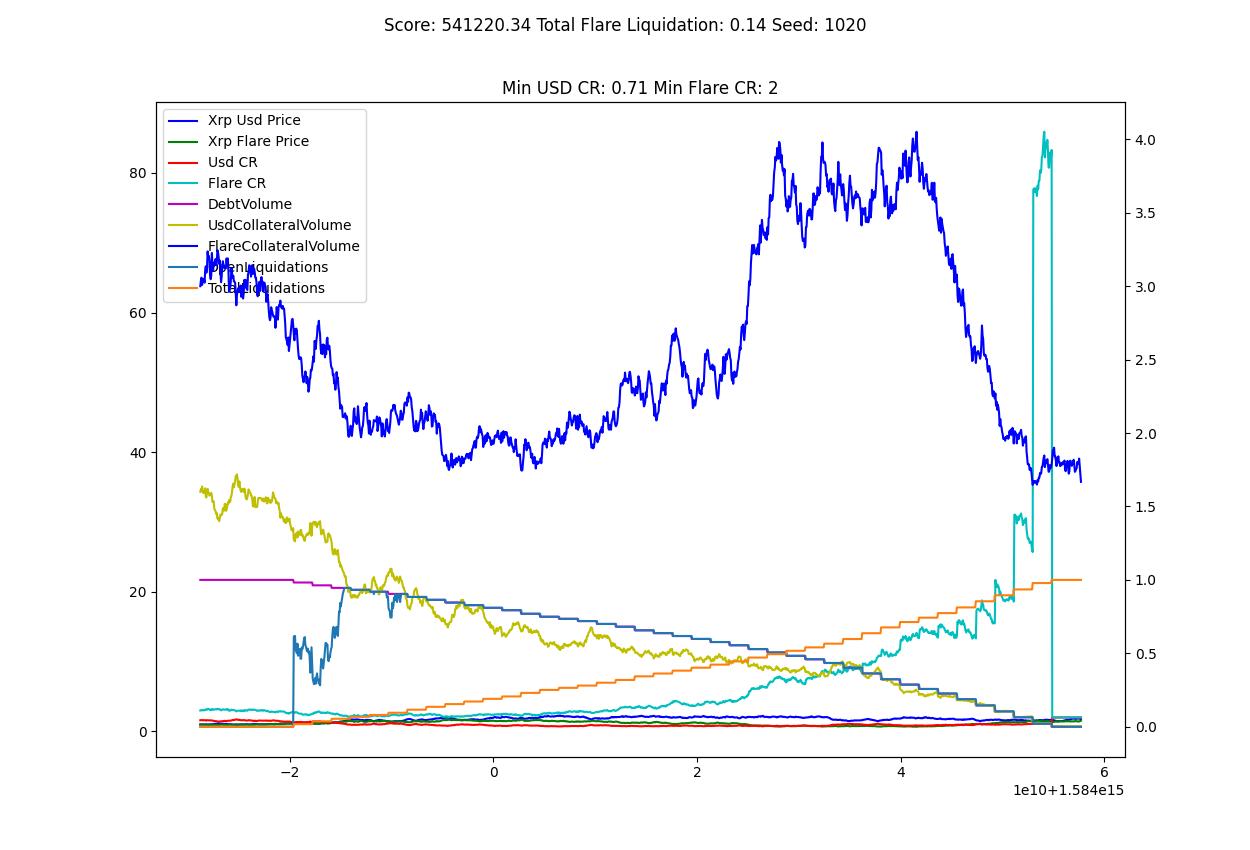 Score: 541220.34 Total Flare Liquidation: 0.14 Seed: 1020
Min USD CR: 0.71 Min Flare CR: 2
Xrp Usd Price
Xrp Flare Price
Usd CR
Flare CR
DebtVolume
UsdCollateralVolume
FlareCollateralVolume
OpenLiquidations
TotalLiquidations
80
60
40
20
0
4.0
3.5
3.0
2.5
2.0
1.5
1.0
0.5
0.0
−2 0 2 4 6
1e10+1.584e15